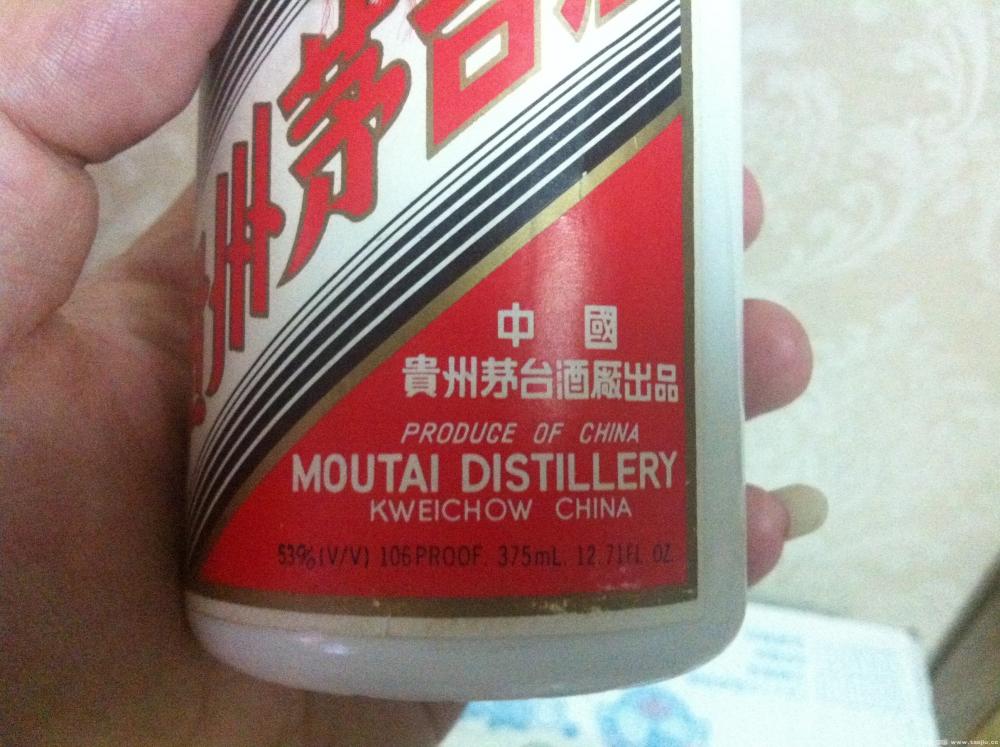 州茅台酒
中國
貴州茅台酒廠出品
PRODUCE OF CHINA
MOUTAI DISTILLERY
KWEICHOW CHINA
53%(V/V) 106PROOF. 375mL. 12.71FL. OZ.